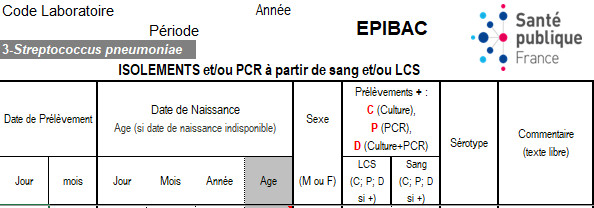 Code Laboratoire Année
Période EPIBAC
3-Streptococcus pneumoniae
Santé
publique
France
ISOLEMENTS et/ou PCR à partir de sang et/ou LCS
Date de Prélèvement
Date de Naissance
Age (si date de naissance indisponible)
Sexe
Prélèvements + :
C (Culture),
P (PCR),
D (Culture+PCR)
Sérotype
Commentaire
(texte libre)
Jour mois Jour Mois Année Age (M ou F)
LCS
(C; P; D
si +)
Sang
(C; P; D
si +)